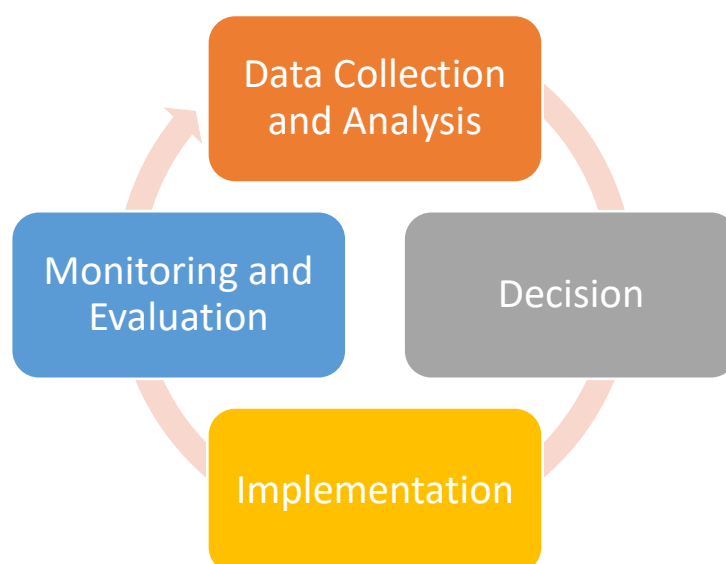 Data Collection
and Analysis
Decision
Implementation
Monitoring and
Evaluation